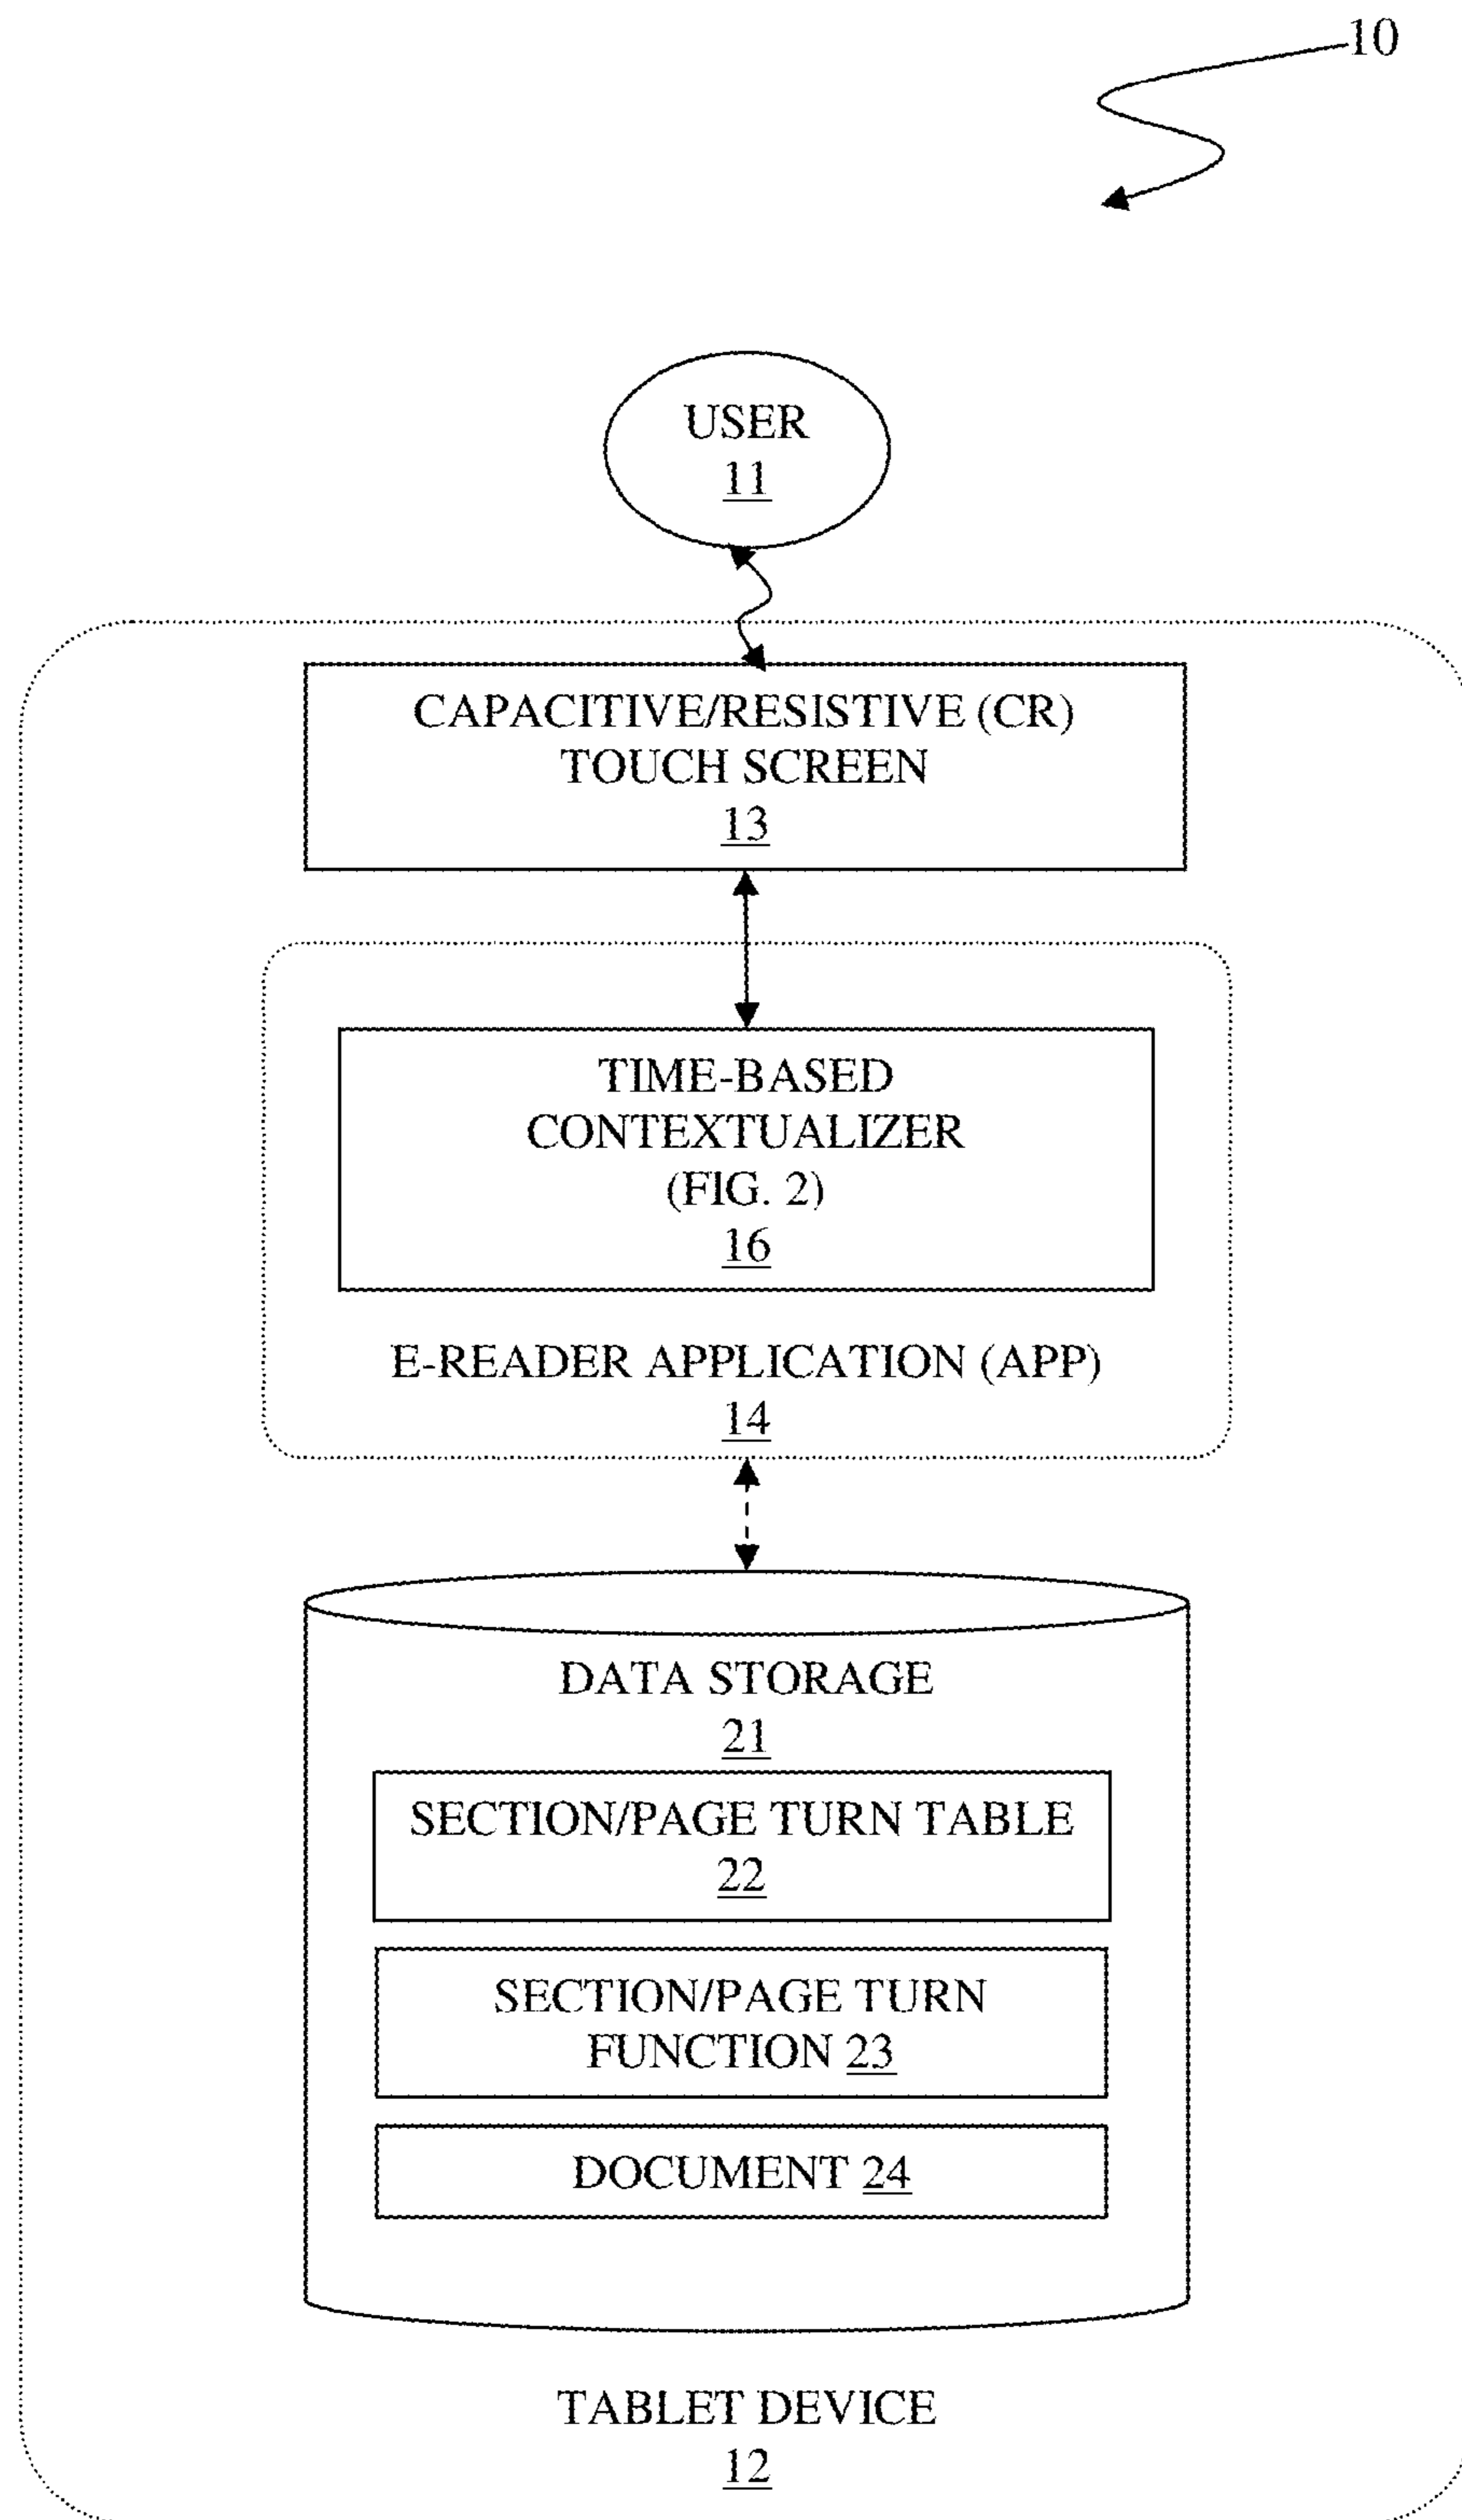 10
USER
11
CAPACITIVE/RESISTIVE (CR)
TOUCH SCREEN
13
TIME-BASED
CONTEXTUALIZER
(FIG. 2)
16
E-READER APPLICATION (APP)
14
DATA STORAGE
21
SECTION/PAGE TURN TABLE
22
SECTION/PAGE TURN
FUNCTION 23
DOCUMENT 24
TABLET DEVICE
12